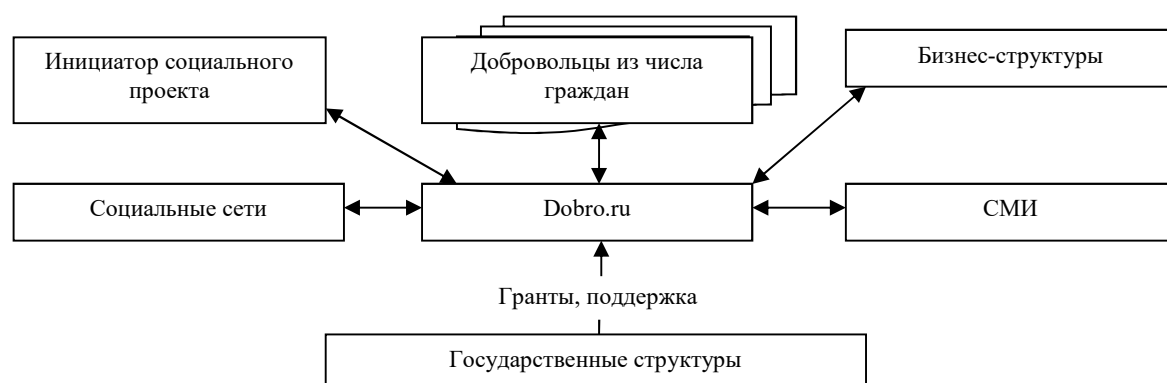 Инициатор социального
проекта
Добровольцы из числа
граждан
Бизнес-структуры
Социальные сети
Dobro.ru
СМИ
Гранты, поддержка
Государственные структуры